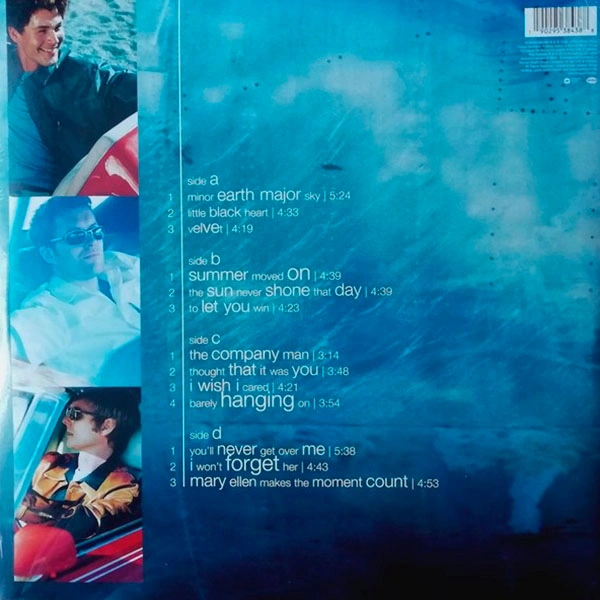 side a
1 minor earth major sky | 5:24
2 little black heart | 4:33
3 velvet | 4:19
side b
1 summer moved on | 4:39
2 the sun never shone that day | 4:39
3 to let you win | 4:23
side c
1 the company man | 3:14
2 thought that it was you | 3:48
3 i wish i cared | 4:21
4 barely hanging on | 3:54
side d
1 you'll never get over me | 5:38
2 i won't forget her | 4:43
3 mary ellen makes the moment count | 4:53